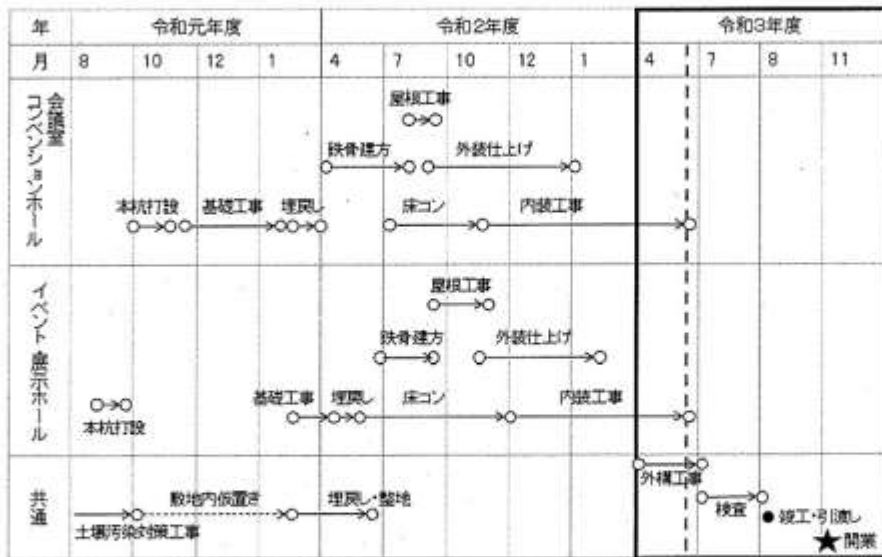 年 令和元年度 令和2年度 令和3年度
月 8 10 12 1 4 7 10 12 1 4 7 8 11
会議室
コンベンションホール
屋根工事
鉄骨建方 外装仕上げ
本杭打設 基礎工事 埋戻し 床コン 内装工事
イベント・展示ホール
屋根工事
鉄骨建方 外装仕上げ
基礎工事 埋戻し 床コン 内装工事
本杭打設
共通
外構工事
敷地内仮置き 埋戻し・整地
検査
土壌汚染対策工事
●竣工・引渡し
★開業